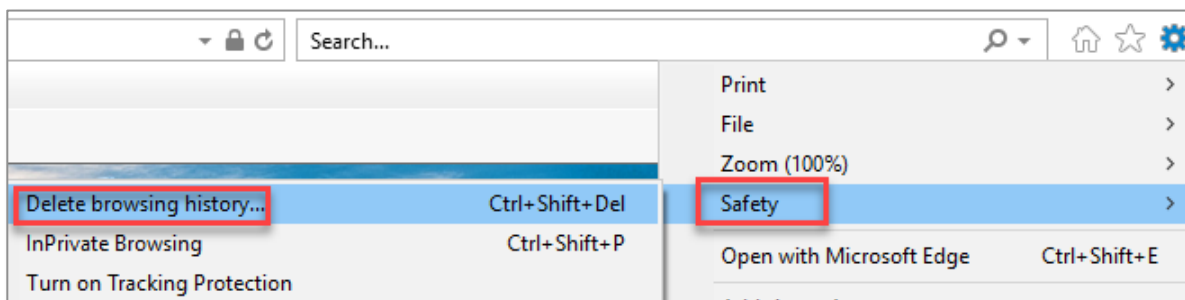 Search...
Print
File
Zoom (100%)
Safety
Delete browsing history... Ctrl+Shift+Del
InPrivate Browsing Ctrl+Shift+P
Turn on Tracking Protection
Open with Microsoft Edge Ctrl+Shift+E